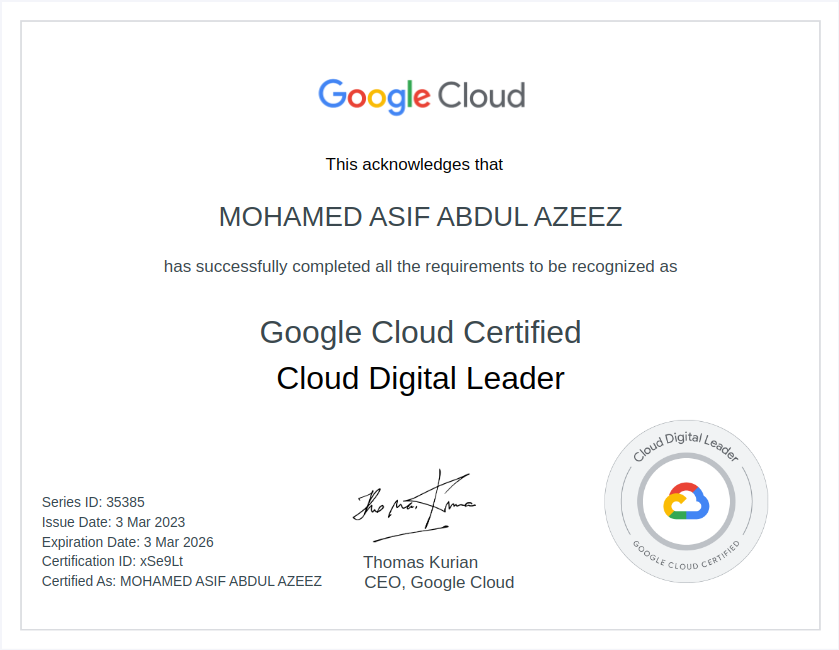 Google Cloud
This acknowledges that
MOHAMED ASIF ABDUL AZEEZ
has successfully completed all the requirements to be recognized as
Google Cloud Certified
Cloud Digital Leader
Series ID: 35385
Issue Date: 3 Mar 2023
Expiration Date: 3 Mar 2026
Certification ID: xSe9Lt
Certified As: MOHAMED ASIF ABDUL AZEEZ
Thomas Kurian
Thomas Kurian
CEO, Google Cloud
Cloud Digital Leader
GOOGLE CLOUD CERTIFIED